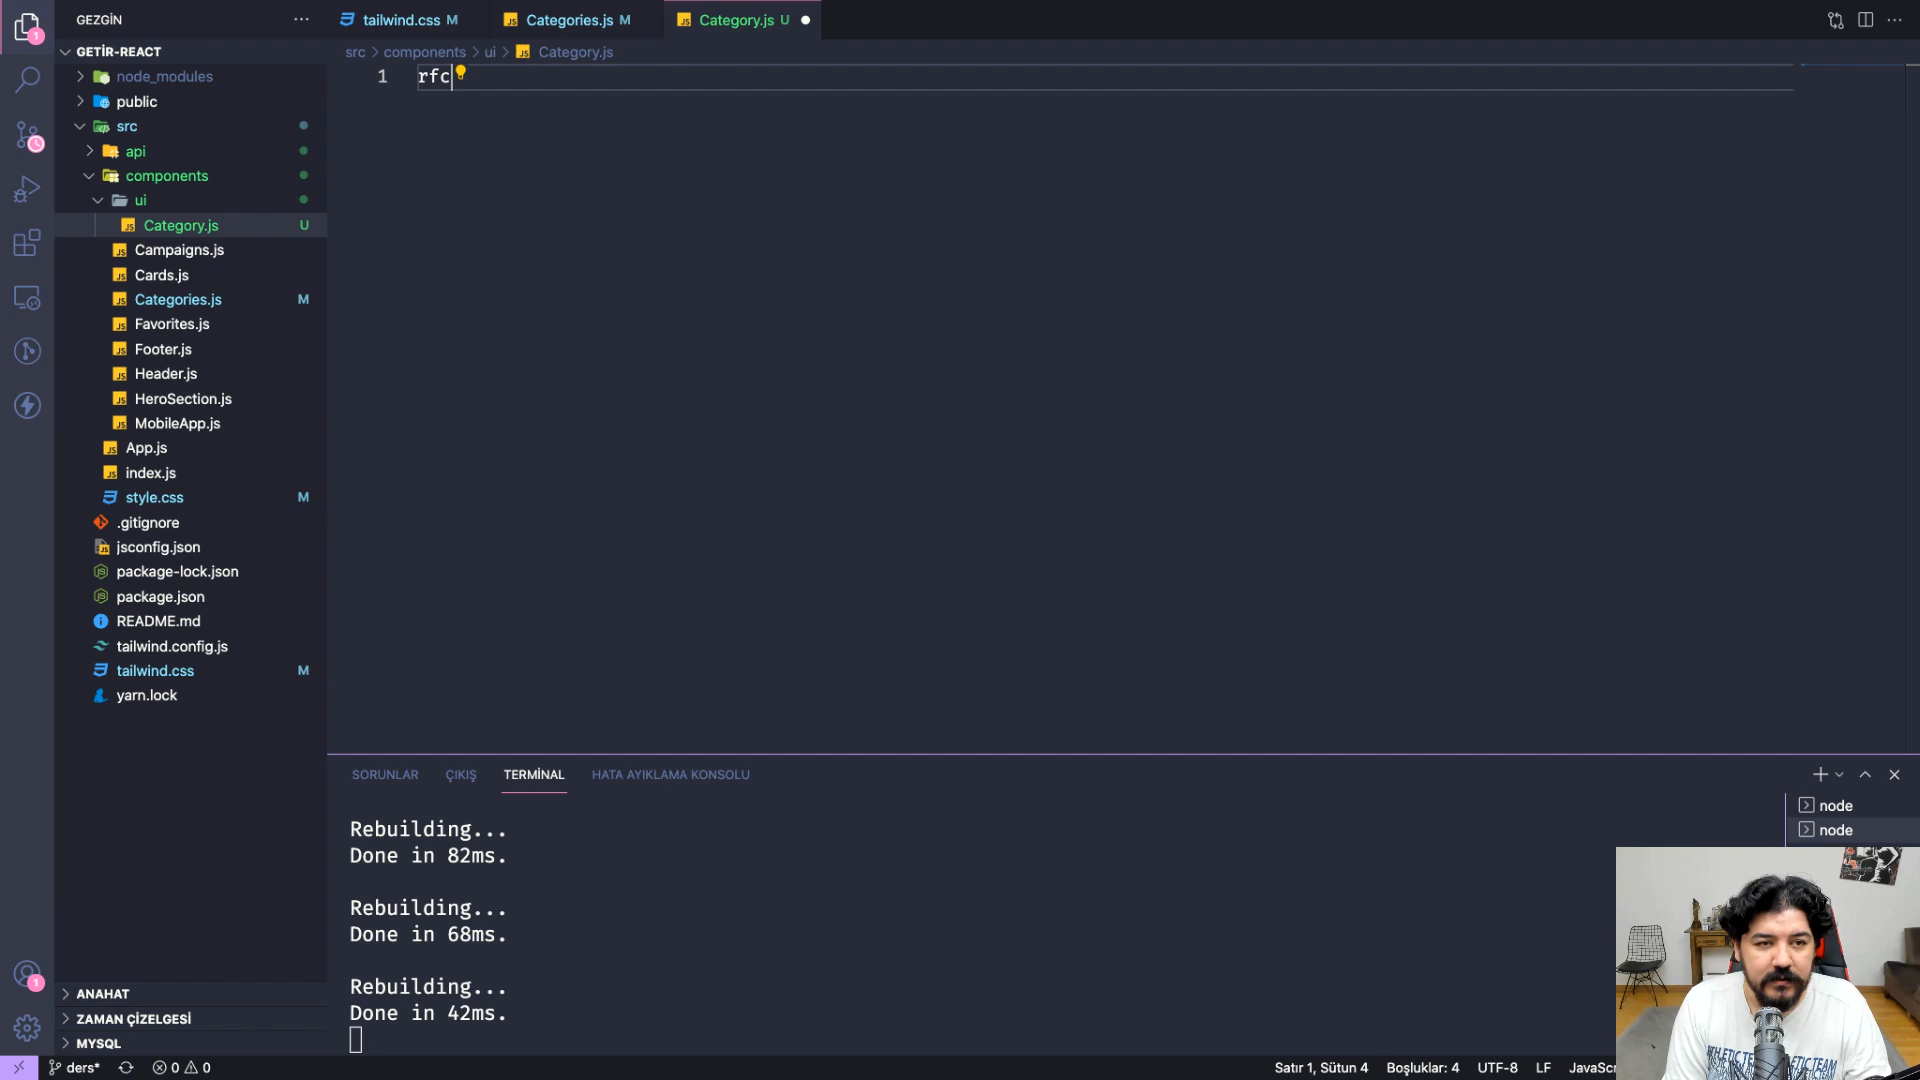 GEZGİN
tailwind.css M
Categories.js M
Category.js U
GETİR-REACT
src > components > ui > Category.js
node_modules
public
src
api
components
ui
Category.js U
Campaigns.js
Cards.js
Categories.js M
Favorites.js
Footer.js
Header.js
HeroSection.js
MobileApp.js
App.js
index.js
style.css M
.gitignore
jsconfig.json
package-lock.json
package.json
README.md
tailwind.config.js
tailwind.css M
yarn.lock
ANAHAT
ZAMAN ÇİZELGESİ
MYSQL
1 rfc
SORUNLAR ÇIKIŞ TERMİNAL HATA AYIKLAMA KONSOLU
Rebuilding...
Done in 82ms.
Rebuilding...
Done in 68ms.
Rebuilding...
Done in 42ms.
node
node
1
1
ders* 0 0
Satır 1, Sütun 4 Boşluklar: 4 UTF-8 LF JavaScr